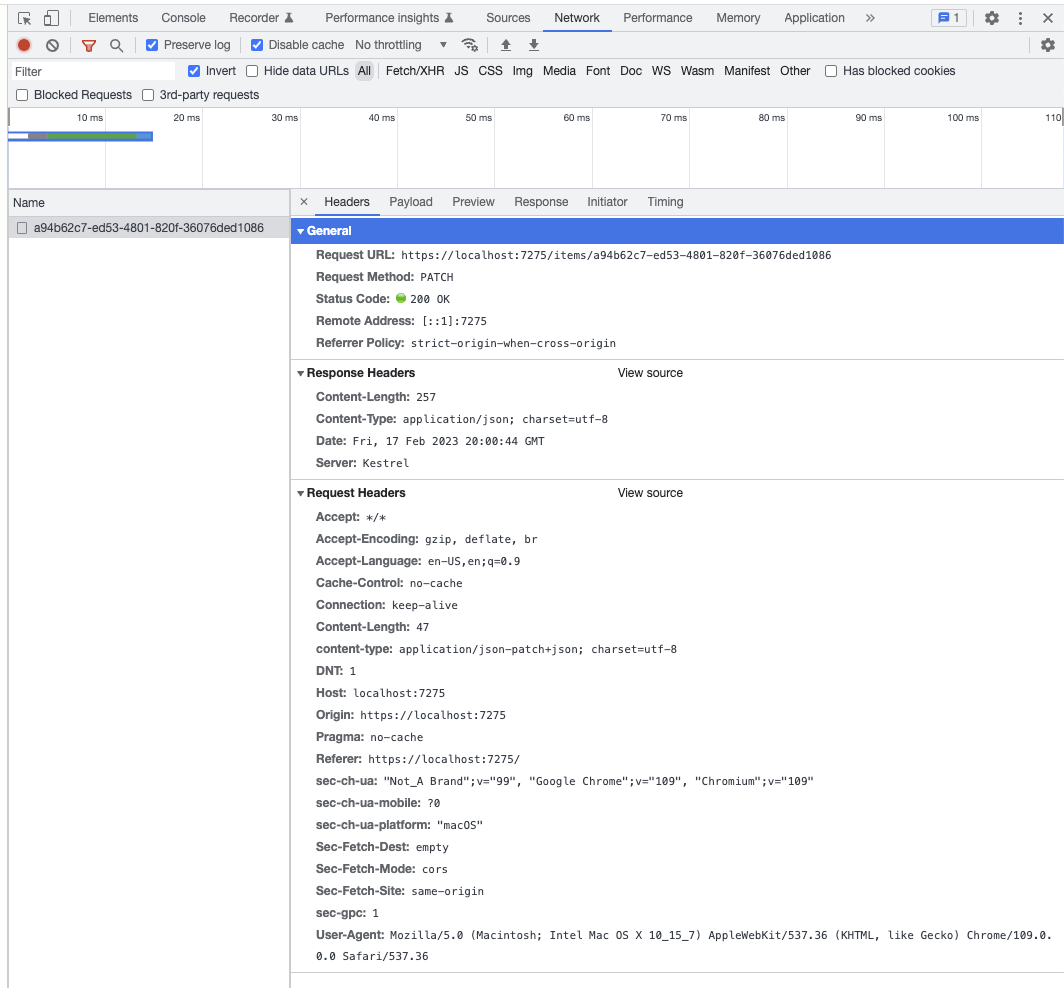 Elements Console Recorder Performance insights Sources Network Performance Memory Application 1
Preserve log Disable cache No throttling
Filter Invert Hide data URLs All Fetch/XHR JS CSS Img Media Font Doc WS Wasm Manifest Other Has blocked cookies
Blocked Requests 3rd-party requests
10 ms 20 ms 30 ms 40 ms 50 ms 60 ms 70 ms 80 ms 90 ms 100 ms 110
Name
a94b62c7-ed53-4801-820f-36076ded1086
Headers Payload Preview Response Initiator Timing
General
Request URL: https://localhost:7275/items/a94b62c7-ed53-4801-820f-36076ded1086
Request Method: PATCH
Status Code: 200 OK
Remote Address: [::1]:7275
Referrer Policy: strict-origin-when-cross-origin
Response Headers View source
Content-Length: 257
Content-Type: application/json; charset=utf-8
Date: Fri, 17 Feb 2023 20:00:44 GMT
Server: Kestrel
Request Headers View source
Accept: */*
Accept-Encoding: gzip, deflate, br
Accept-Language: en-US,en;q=0.9
Cache-Control: no-cache
Connection: keep-alive
Content-Length: 47
content-type: application/json-patch+json; charset=utf-8
DNT: 1
Host: localhost:7275
Origin: https://localhost:7275
Pragma: no-cache
Referer: https://localhost:7275/
sec-ch-ua: "Not_A Brand";v="99", "Google Chrome";v="109", "Chromium";v="109"
sec-ch-ua-mobile: ?0
sec-ch-ua-platform: "macOS"
Sec-Fetch-Dest: empty
Sec-Fetch-Mode: cors
Sec-Fetch-Site: same-origin
sec-gpc: 1
User-Agent: Mozilla/5.0 (Macintosh; Intel Mac OS X 10_15_7) AppleWebKit/537.36 (KHTML, like Gecko) Chrome/109.0.
0.0 Safari/537.36